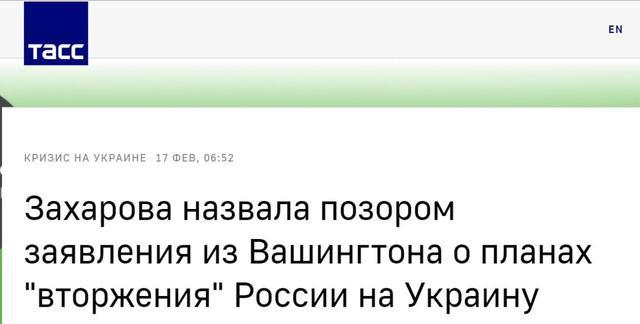 ТАСС
EN
КРИЗИС НА УКРАИНЕ 17 ФЕВ, 06:52
Захарова назвала позором
заявления из Вашингтона о планах
"вторжения" России на Украину